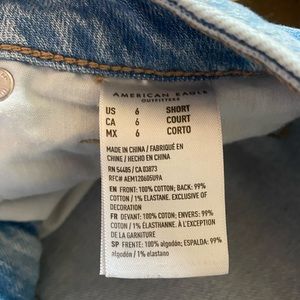 AMERICAN EAGLE
OUTFITTERS
US 6 SHORT
CA 6 COURT
MX 6 CORTO
MADE IN CHINA / FABRIQUÉ EN
CHINE / HECHO EN CHINA
RN 54485 / CA 03873
RFC# AEM120605U9A
EN: FRONT: 100% COTTON; BACK: 99%
COTTON / 1% ELASTANE. EXCLUSIVE OF
DECORATION
FR: DEVANT: 100% COTON; ENVERS: 99%
COTON / 1% ÉLASTHANNE. À L'EXCEPTION
DE LA GARNITURE
SP: FRENTE: 100% algodón; ESPALDA: 99%
algodón / 1% elastano